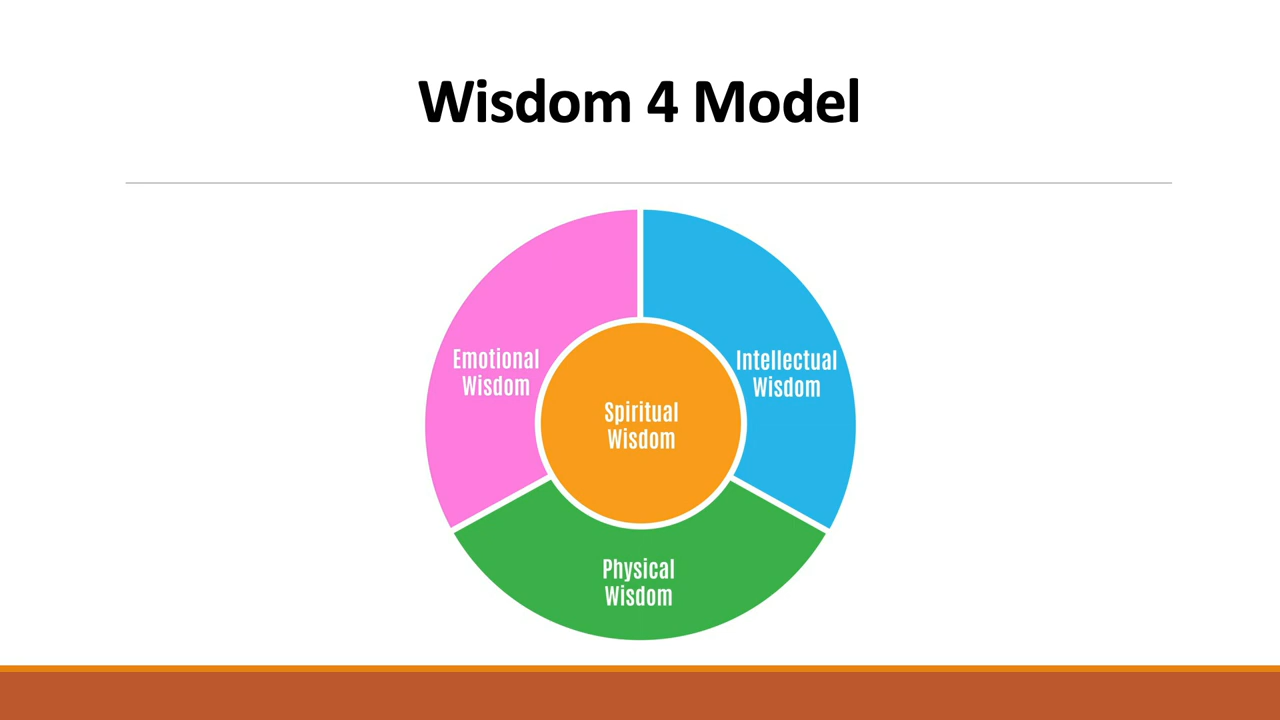 Wisdom 4 Model
Emotional
Wisdom
Intellectual
Wisdom
Spiritual
Wisdom
Physical
Wisdom